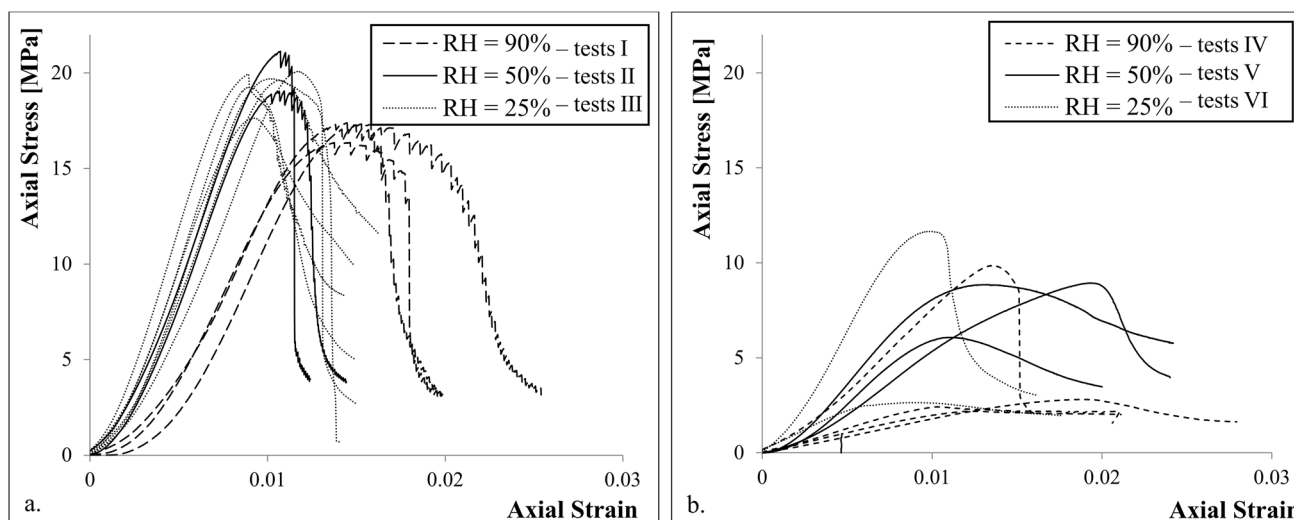 Axial Stress [MPa]
20
15
10
5
0
0 0.01 0.02 0.03
Axial Strain
RH = 90% – tests I
RH = 50% – tests II
RH = 25% – tests III
a.
Axial Stress [MPa]
20
15
10
5
0
0 0.01 0.02 0.03
Axial Strain
RH = 90% – tests IV
RH = 50% – tests V
RH = 25% – tests VI
b.